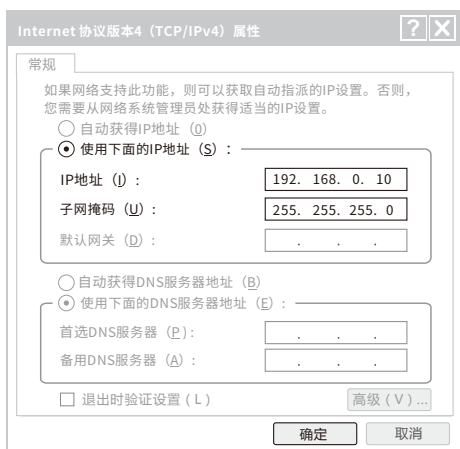 Internet 协议版本4（TCP/IPv4）属性
? X
常规
如果网络支持此功能，则可以获取自动指派的IP设置。否则，
您需要从网络系统管理员处获得适当的IP设置。
自动获得IP地址（0）
使用下面的IP地址（S）：
IP地址（I）： 192. 168. 0. 10
子网掩码（U）： 255. 255. 255. 0
默认网关（D）： . . .
自动获得DNS服务器地址（B）
使用下面的DNS服务器地址（E）：
首选DNS服务器（P）： . . .
备用DNS服务器（A）： . . .
退出时验证设置（L）
高级（V）...
确定 取消